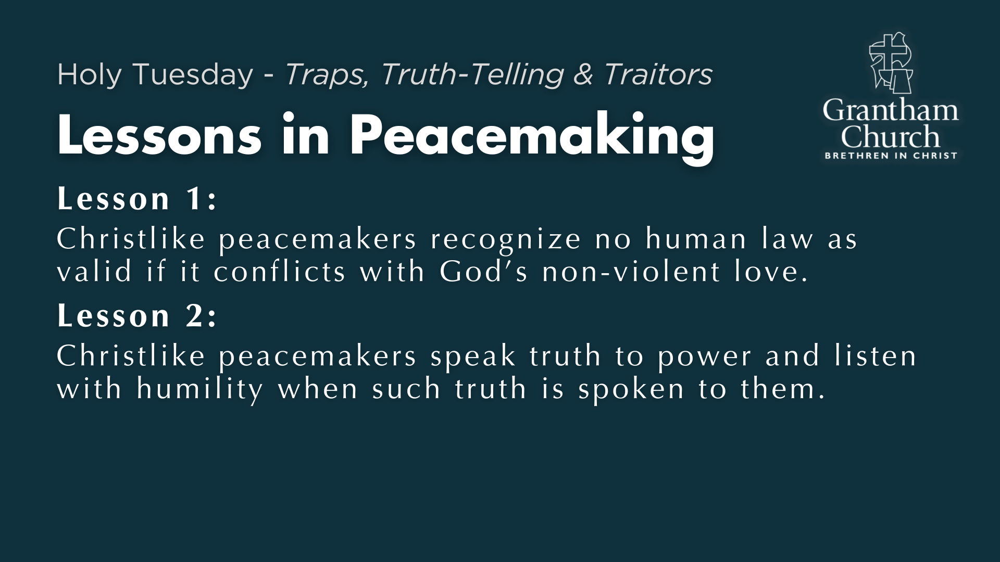 Holy Tuesday - Traps, Truth-Telling & Traitors
Lessons in Peacemaking
Grantham
Church
BRETHREN IN CHRIST
Lesson 1:
Christlike peacemakers recognize no human law as
valid if it conflicts with God’s non-violent love.
Lesson 2:
Christlike peacemakers speak truth to power and listen
with humility when such truth is spoken to them.